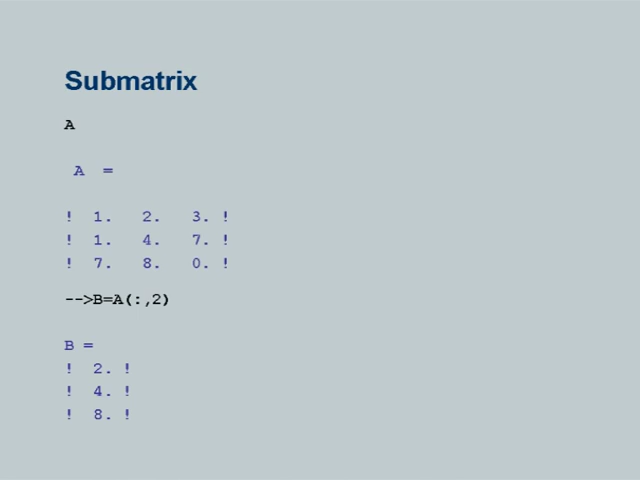 Submatrix
A
A =
! 1. 2. 3. !
! 1. 4. 7. !
! 7. 8. 0. !
-->B=A(:,2)
B =
! 2. !
! 4. !
! 8. !